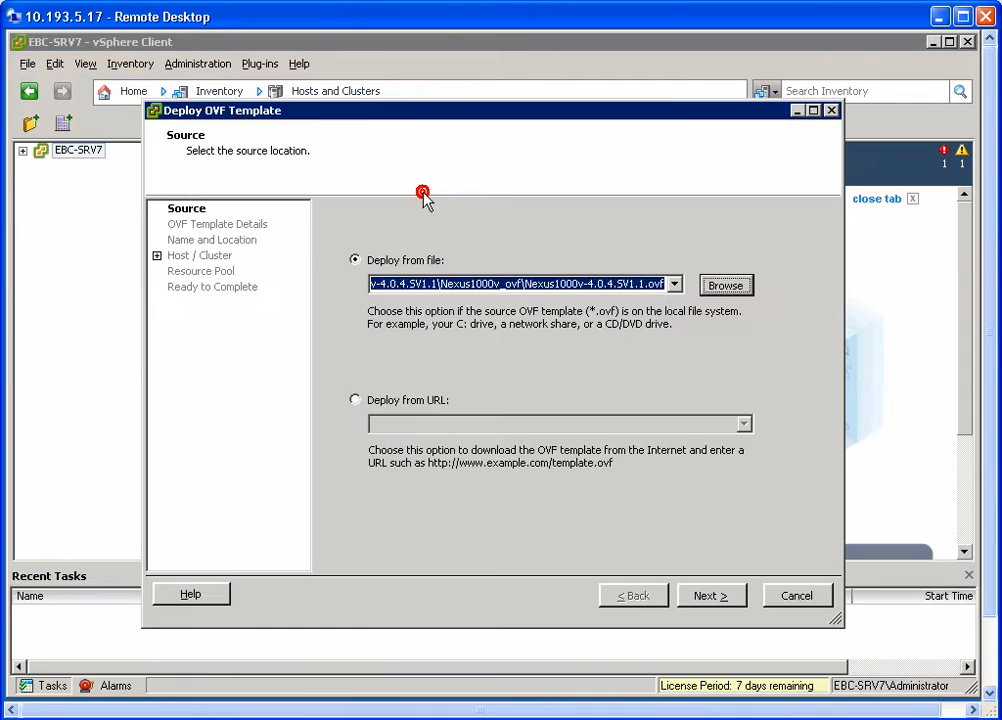 10.193.5.17 - Remote Desktop
EBC-SRV7 - vSphere Client
File Edit View Inventory Administration Plug-ins Help
Home Inventory Hosts and Clusters Search Inventory
Deploy OVF Template
Source
Select the source location.
EBC-SRV7
1 1
close tab
Source
OVF Template Details
Name and Location
Host / Cluster
Resource Pool
Ready to Complete
Deploy from file:
v-4.0.4.SV1.1\Nexus1000v_ovf\Nexus1000v-4.0.4.SV1.1.ovf Browse
Choose this option if the source OVF template (*.ovf) is on the local file system.
For example, your C: drive, a network share, or a CD/DVD drive.
Deploy from URL:
Choose this option to download the OVF template from the Internet and enter a
URL such as http://www.example.com/template.ovf
Help < Back Next > Cancel
Recent Tasks
Name Start Time
Tasks Alarms License Period: 7 days remaining EBC-SRV7\Administrator